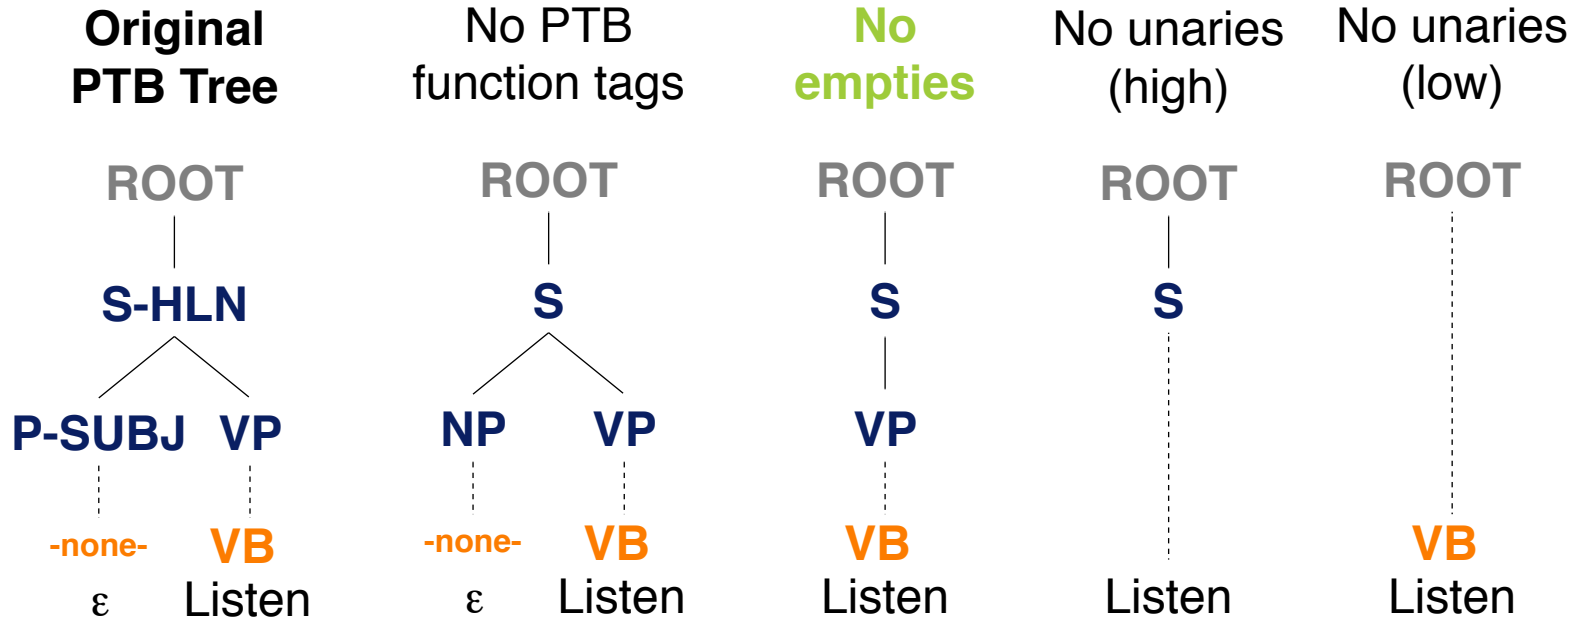 Original PTB Tree
No PTB function tags
No empties
No unaries (high)
No unaries (low)
ROOT ROOT ROOT ROOT ROOT
S-HLN S S S
P-SUBJ VP NP VP VP
-none- VB -none- VB VB VB
ε Listen ε Listen Listen Listen Listen